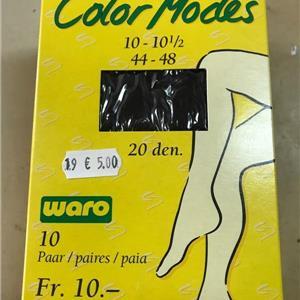 Color Modes
10 - 10½
44 - 48
20 den.
19 € 5,00
waro
10
Paar / paires / paia
Fr. 10.–